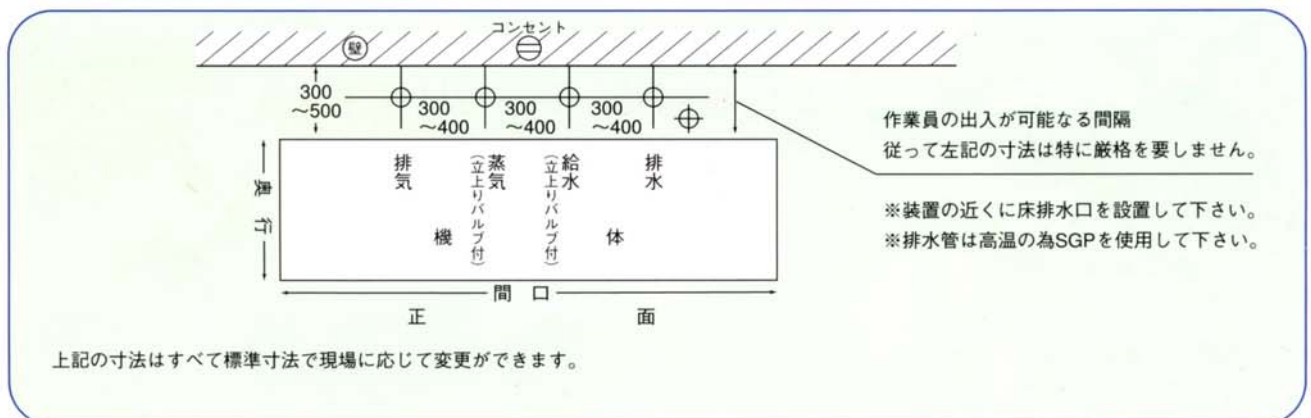 コンセント
壁
300
～500
300
～400
300
～400
300
～400
排気
蒸気
(立上りバルブ付)
給水
(立上りバルブ付)
排水
奥行
機体
間口
正面
作業員の出入が可能なる間隔
従って左記の寸法は特に厳格を要しません。
※装置の近くに床排水口を設置して下さい。
※排水管は高温の為SGPを使用して下さい。
上記の寸法はすべて標準寸法で現場に応じて変更ができます。